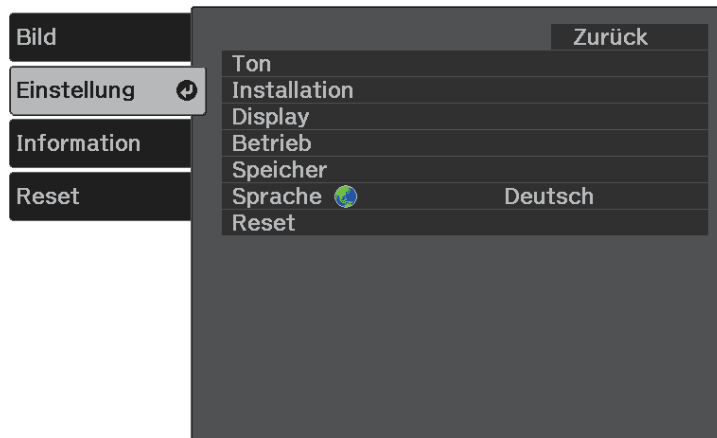 Bild
Einstellung
Information
Reset
Zurück
Ton
Installation
Display
Betrieb
Speicher
Sprache Deutsch
Reset